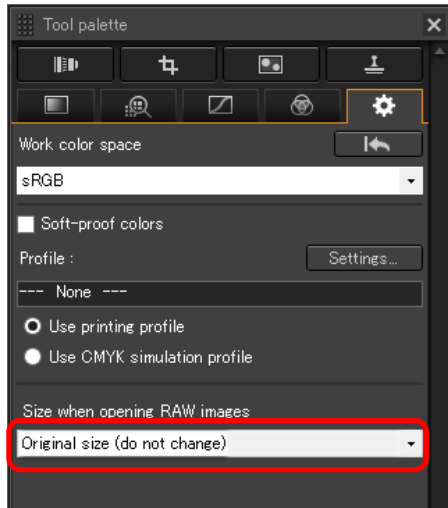 Tool palette
Work color space
sRGB
Soft-proof colors
Profile :
Settings...
--- None ---
Use printing profile
Use CMYK simulation profile
Size when opening RAW images
Original size (do not change)